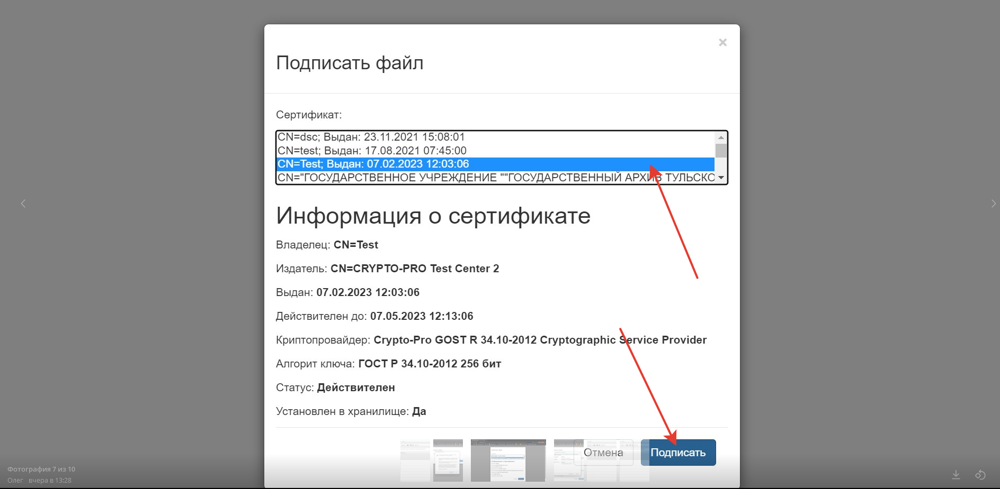 ×
Подписать файл
Сертификат:
CN=dsc; Выдан: 23.11.2021 15:08:01
CN=test; Выдан: 17.08.2021 07:45:00
CN=Test; Выдан: 07.02.2023 12:03:06
CN="ГОСУДАРСТВЕННОЕ УЧРЕЖДЕНИЕ ""ГОСУДАРСТВЕННЫЙ АРХИВ ТУЛЬСКО
Информация о сертификате
Владелец: CN=Test
Издатель: CN=CRYPTO-PRO Test Center 2
Выдан: 07.02.2023 12:03:06
Действителен до: 07.05.2023 12:13:06
Криптопровайдер: Crypto-Pro GOST R 34.10-2012 Cryptographic Service Provider
Алгорит ключа: ГОСТ Р 34.10-2012 256 бит
Статус: Действителен
Установлен в хранилище: Да
Отмена
Подписать
Фотография 7 из 10
Олег вчера в 13:28